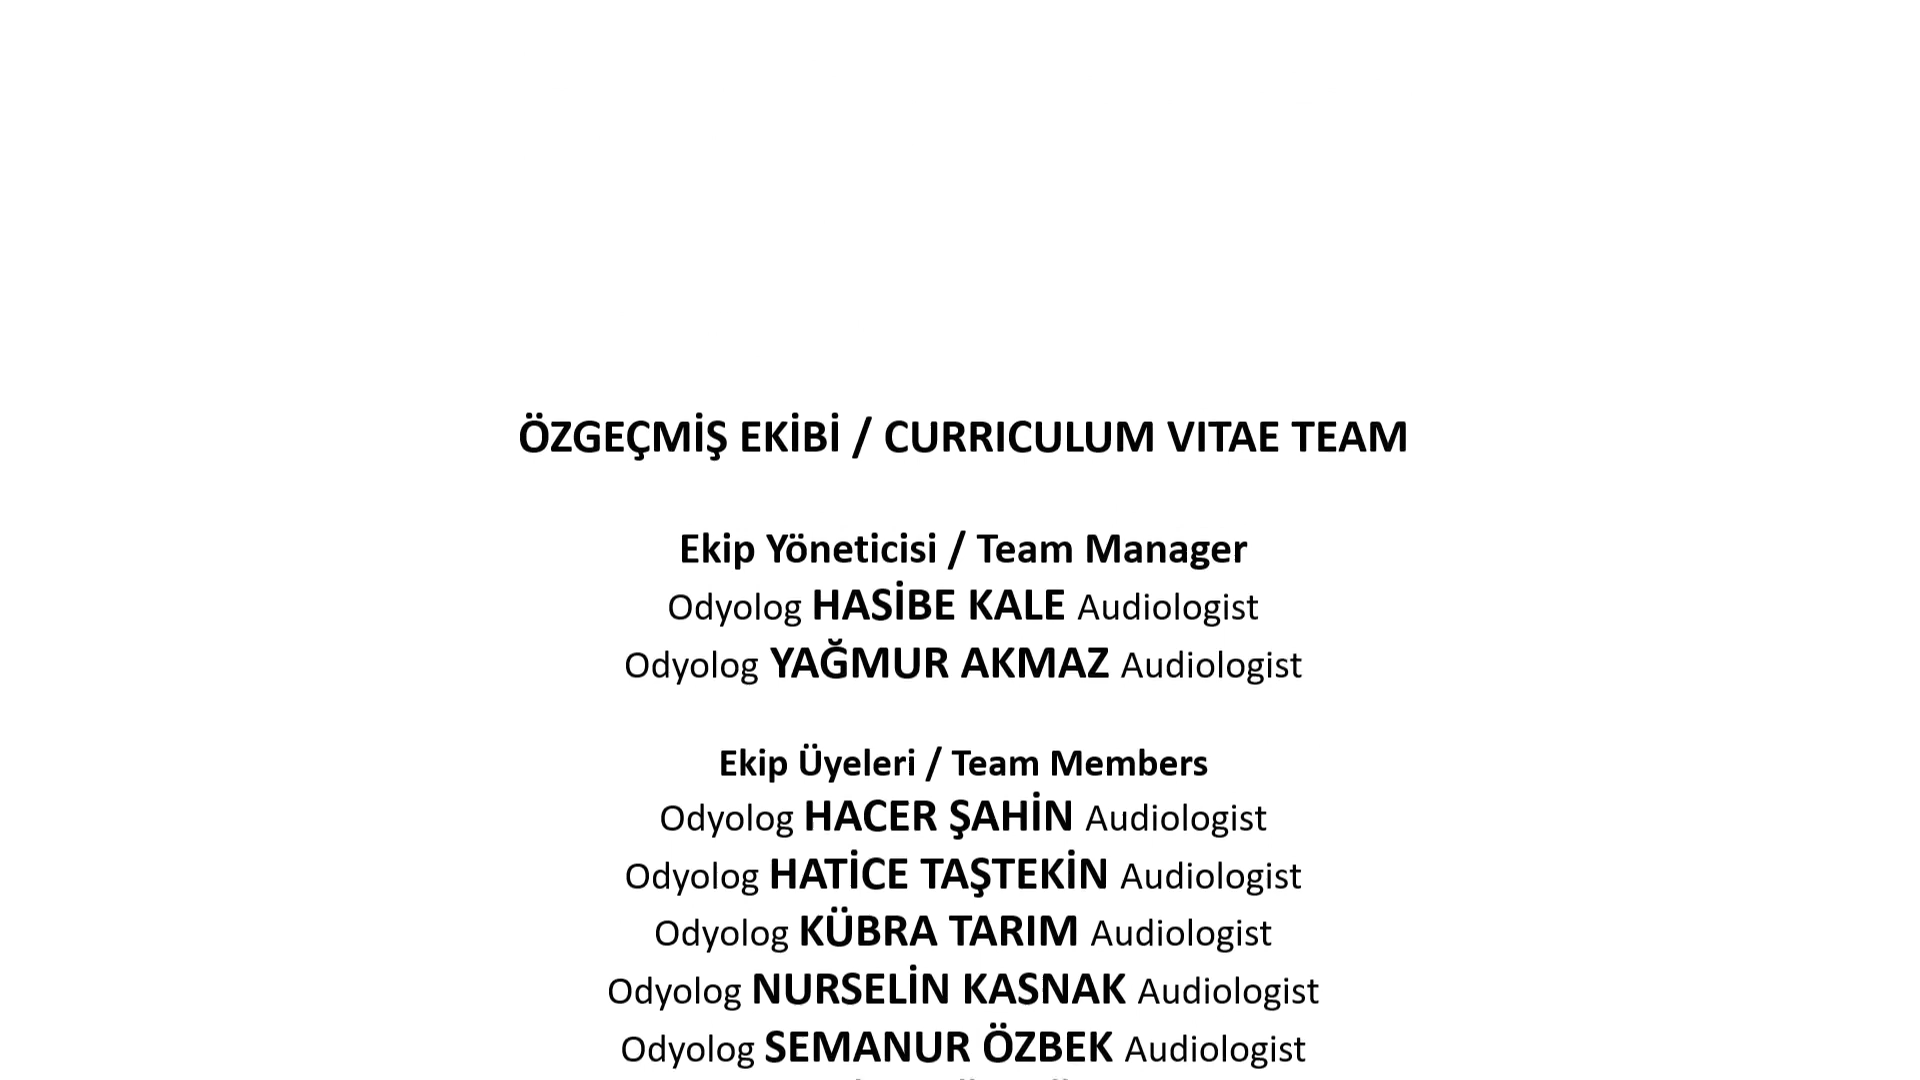 ÖZGEÇMİŞ EKİBİ / CURRICULUM VITAE TEAM
Ekip Yöneticisi / Team Manager
Odyolog HASİBE KALE Audiologist
Odyolog YAĞMUR AKMAZ Audiologist
Ekip Üyeleri / Team Members
Odyolog HACER ŞAHİN Audiologist
Odyolog HATİCE TAŞTEKİN Audiologist
Odyolog KÜBRA TARIM Audiologist
Odyolog NURSELİN KASNAK Audiologist
Odyolog SEMANUR ÖZBEK Audiologist